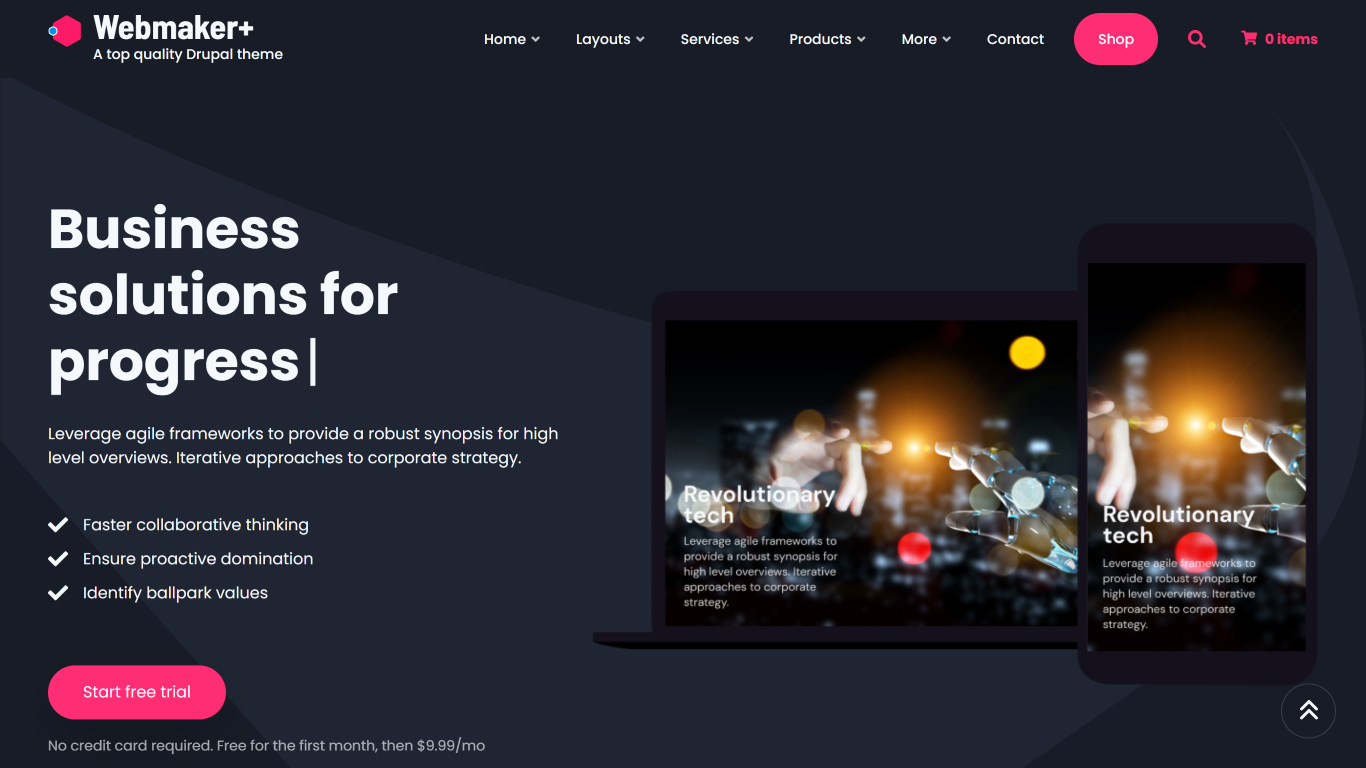 Webmaker+
A top quality Drupal theme
Home
Layouts
Services
Products
More
Contact
Shop
0 items
Business
solutions for
progress
Leverage agile frameworks to provide a robust synopsis for high
level overviews. Iterative approaches to corporate strategy.
Faster collaborative thinking
Ensure proactive domination
Identify ballpark values
Start free trial
No credit card required. Free for the first month, then $9.99/mo
Revolutionary
tech
Leverage agile frameworks to
provide a robust synopsis for
high level overviews. Iterative
approaches to corporate
strategy.
Revolutionary
tech
Leverage agile frameworks to
provide a robust synopsis for
high level overviews. Iterative
approaches to corporate
strategy.